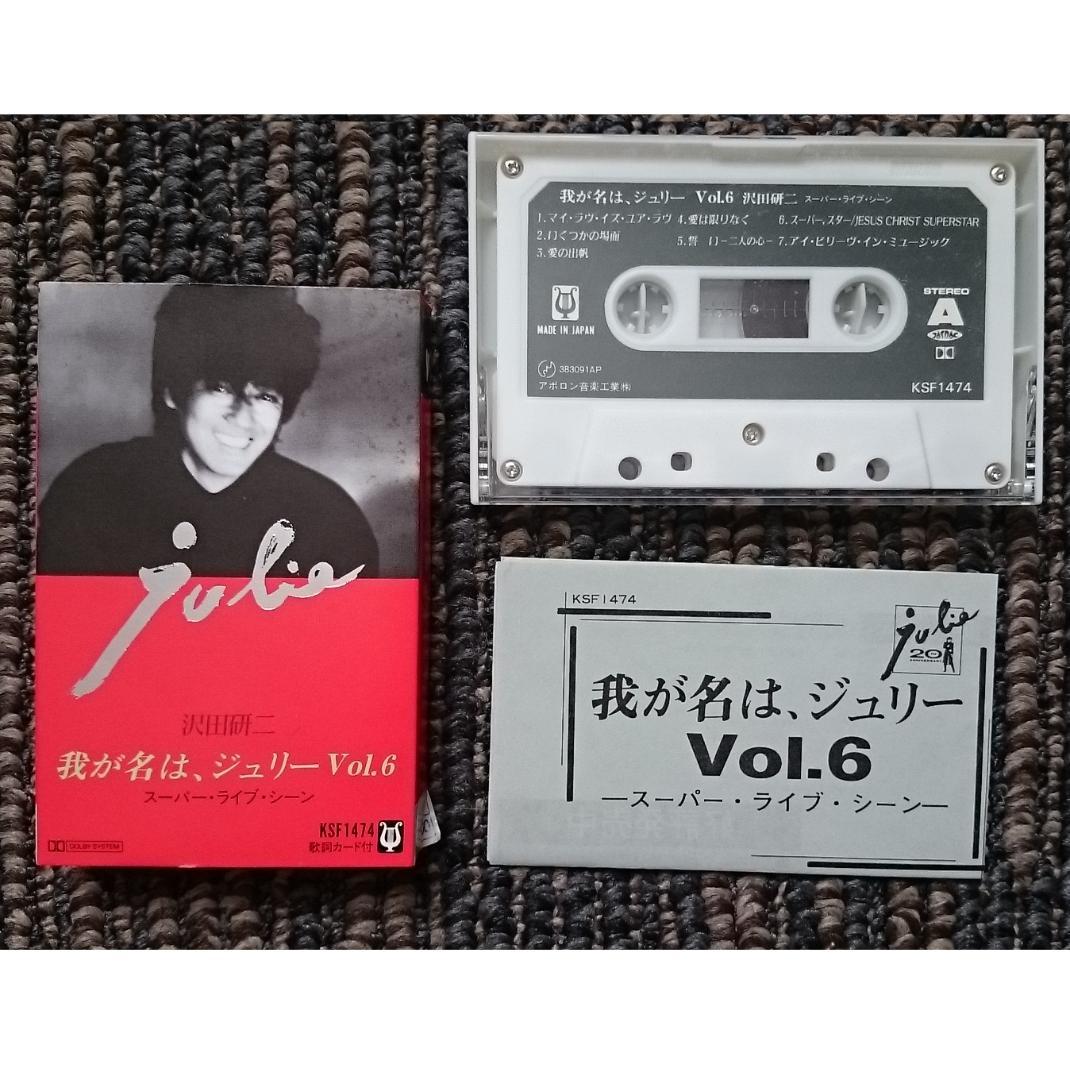 julie
沢田研二
我が名は、ジュリー Vol.6
スーパー・ライブ・シーン
DOLBY SYSTEM
KSF1474
歌詞カード付
我が名は、ジュリー Vol.6 沢田研二 スーパー・ライブ・シーン
1.マイ・ラヴ・イズ・ユア・ラヴ 4.愛は限りなく 6.スーパー・スター/JESUS CHRIST SUPERSTAR
2.いくつかの場面
5.誓い-二人の心- 7.アイ・ビリーヴ・イン・ミュージック
3.愛の出帆
MADE IN JAPAN
STEREO
A
JASRAC
3B3091AP
アポロン音楽工業㈱
KSF1474
KSF1474
julie
20
ANNIVERSARY
我が名は、ジュリー
Vol.6
―スーパー・ライブ・シーン―